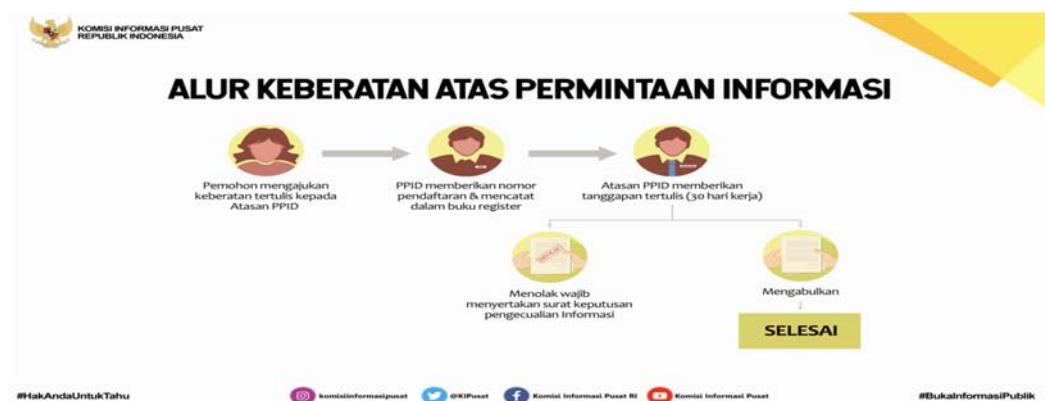 KOMISI INFORMASI PUSAT
REPUBLIK INDONESIA
ALUR KEBERATAN ATAS PERMINTAAN INFORMASI
Pemohon mengajukan
keberatan tertulis kepada
Atasan PPID
PPID memberikan nomor
pendaftaran & mencatat
dalam buku register
Atasan PPID memberikan
tanggapan tertulis (30 hari kerja)
Menolak wajib
menyertakan surat keputusan
pengecualian Informasi
Mengabulkan
SELESAI
#HakAndaUntukTahu
komisiinformasipusat
@KIPusat
Komisi Informasi Pusat RI
Komisi Informasi Pusat
#BukaInformasiPublik